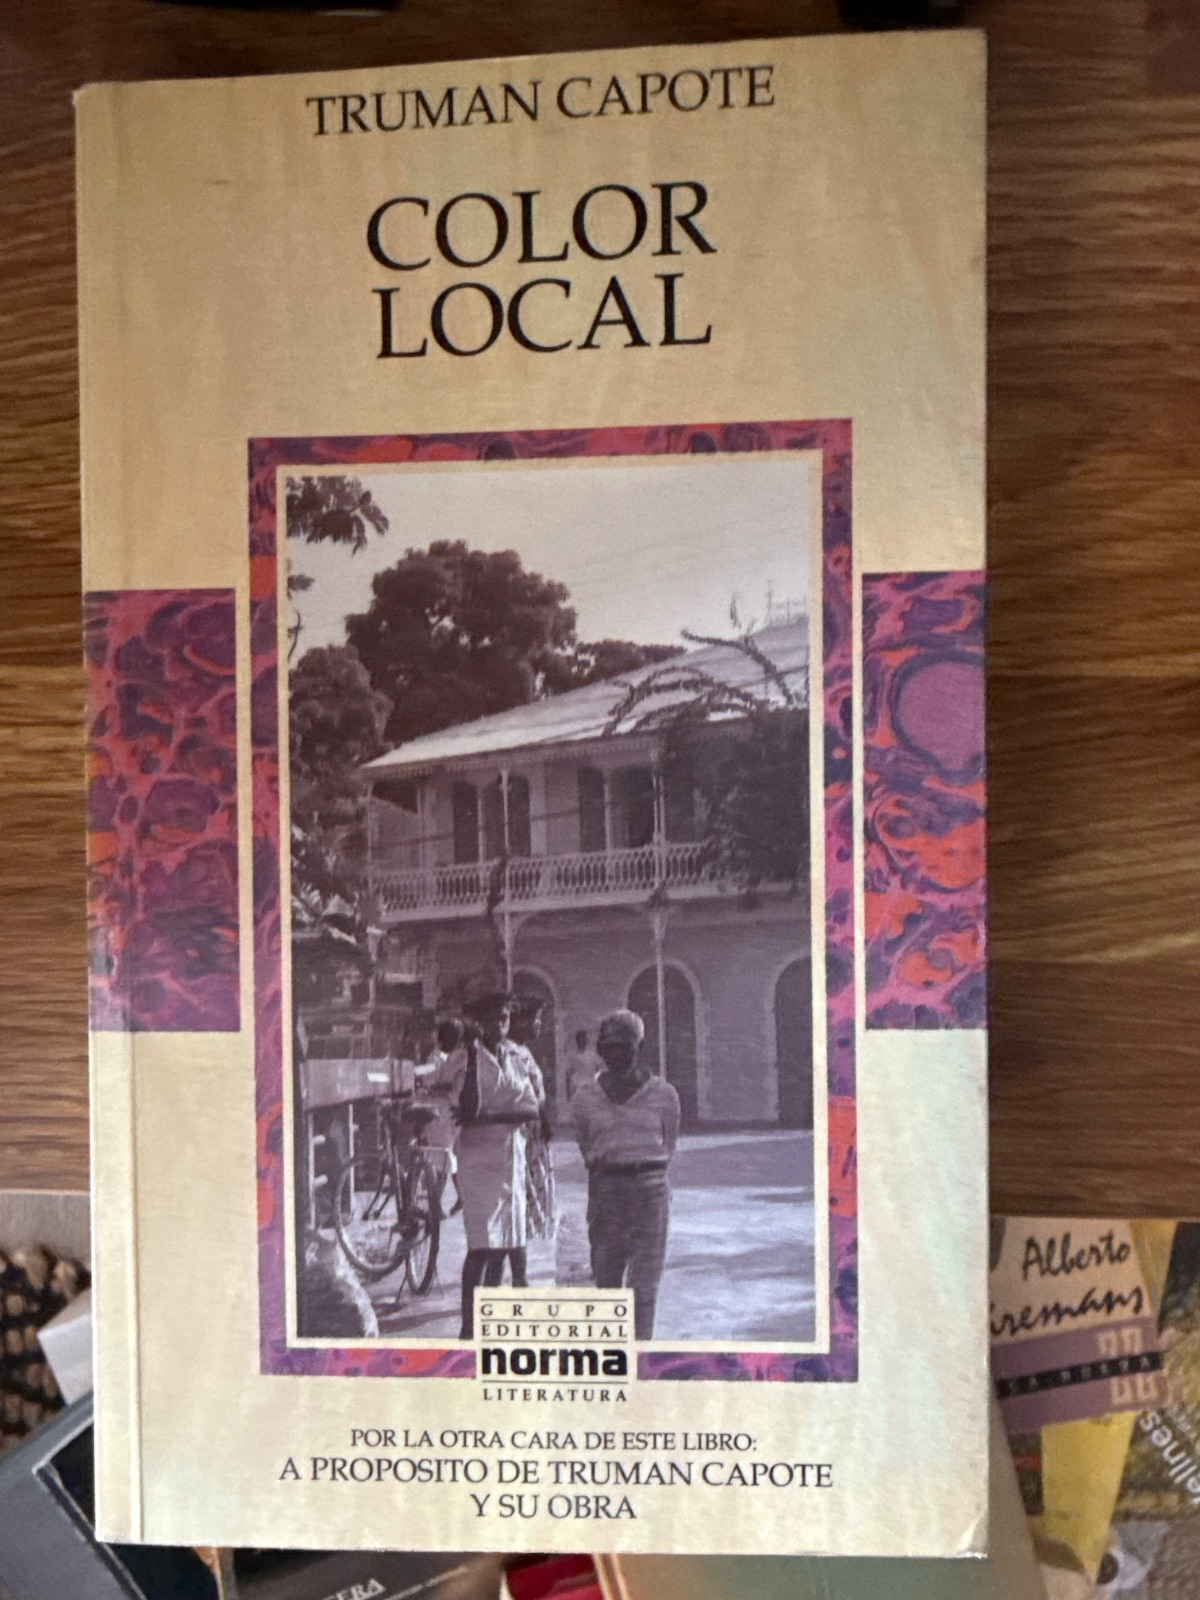 TRUMAN CAPOTE
COLOR
LOCAL
GRUPO
EDITORIAL
norma
LITERATURA
POR LA OTRA CARA DE ESTE LIBRO:
A PROPOSITO DE TRUMAN CAPOTE
Y SU OBRA
Alberto